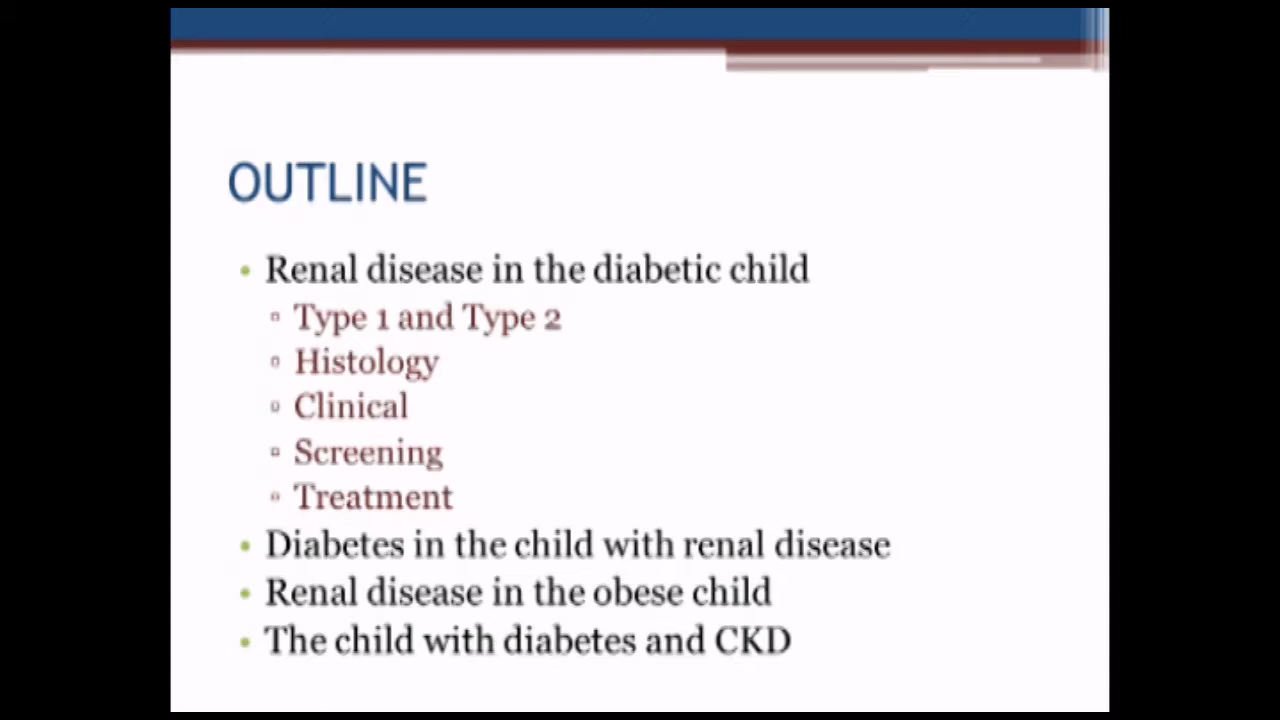 OUTLINE
• Renal disease in the diabetic child
▫ Type 1 and Type 2
▫ Histology
▫ Clinical
▫ Screening
▫ Treatment
• Diabetes in the child with renal disease
• Renal disease in the obese child
• The child with diabetes and CKD